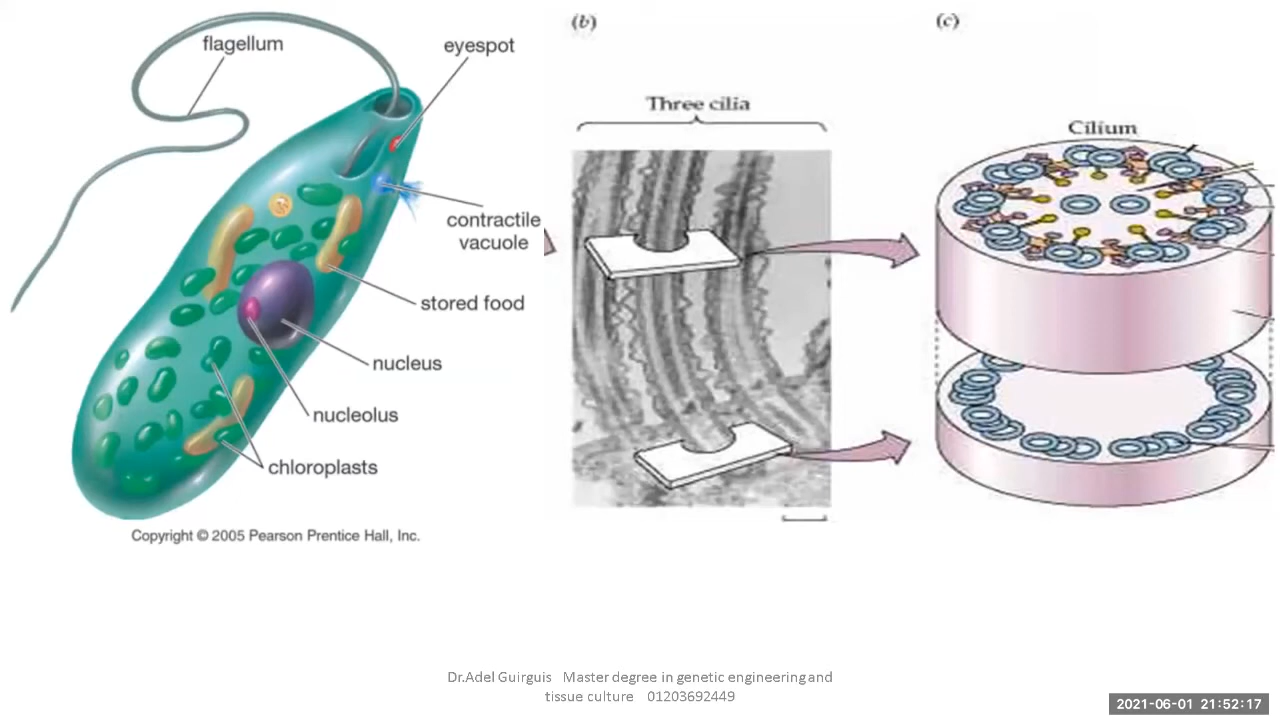 flagellum
eyespot
contractile
vacuole
stored food
nucleus
nucleolus
chloroplasts
Copyright © 2005 Pearson Prentice Hall, Inc.
(b)
Three cilia
(c)
Cilium
Dr.Adel Guirguis Master degree in genetic engineering and
tissue culture 01203692449
2021-06-01 21:52:17